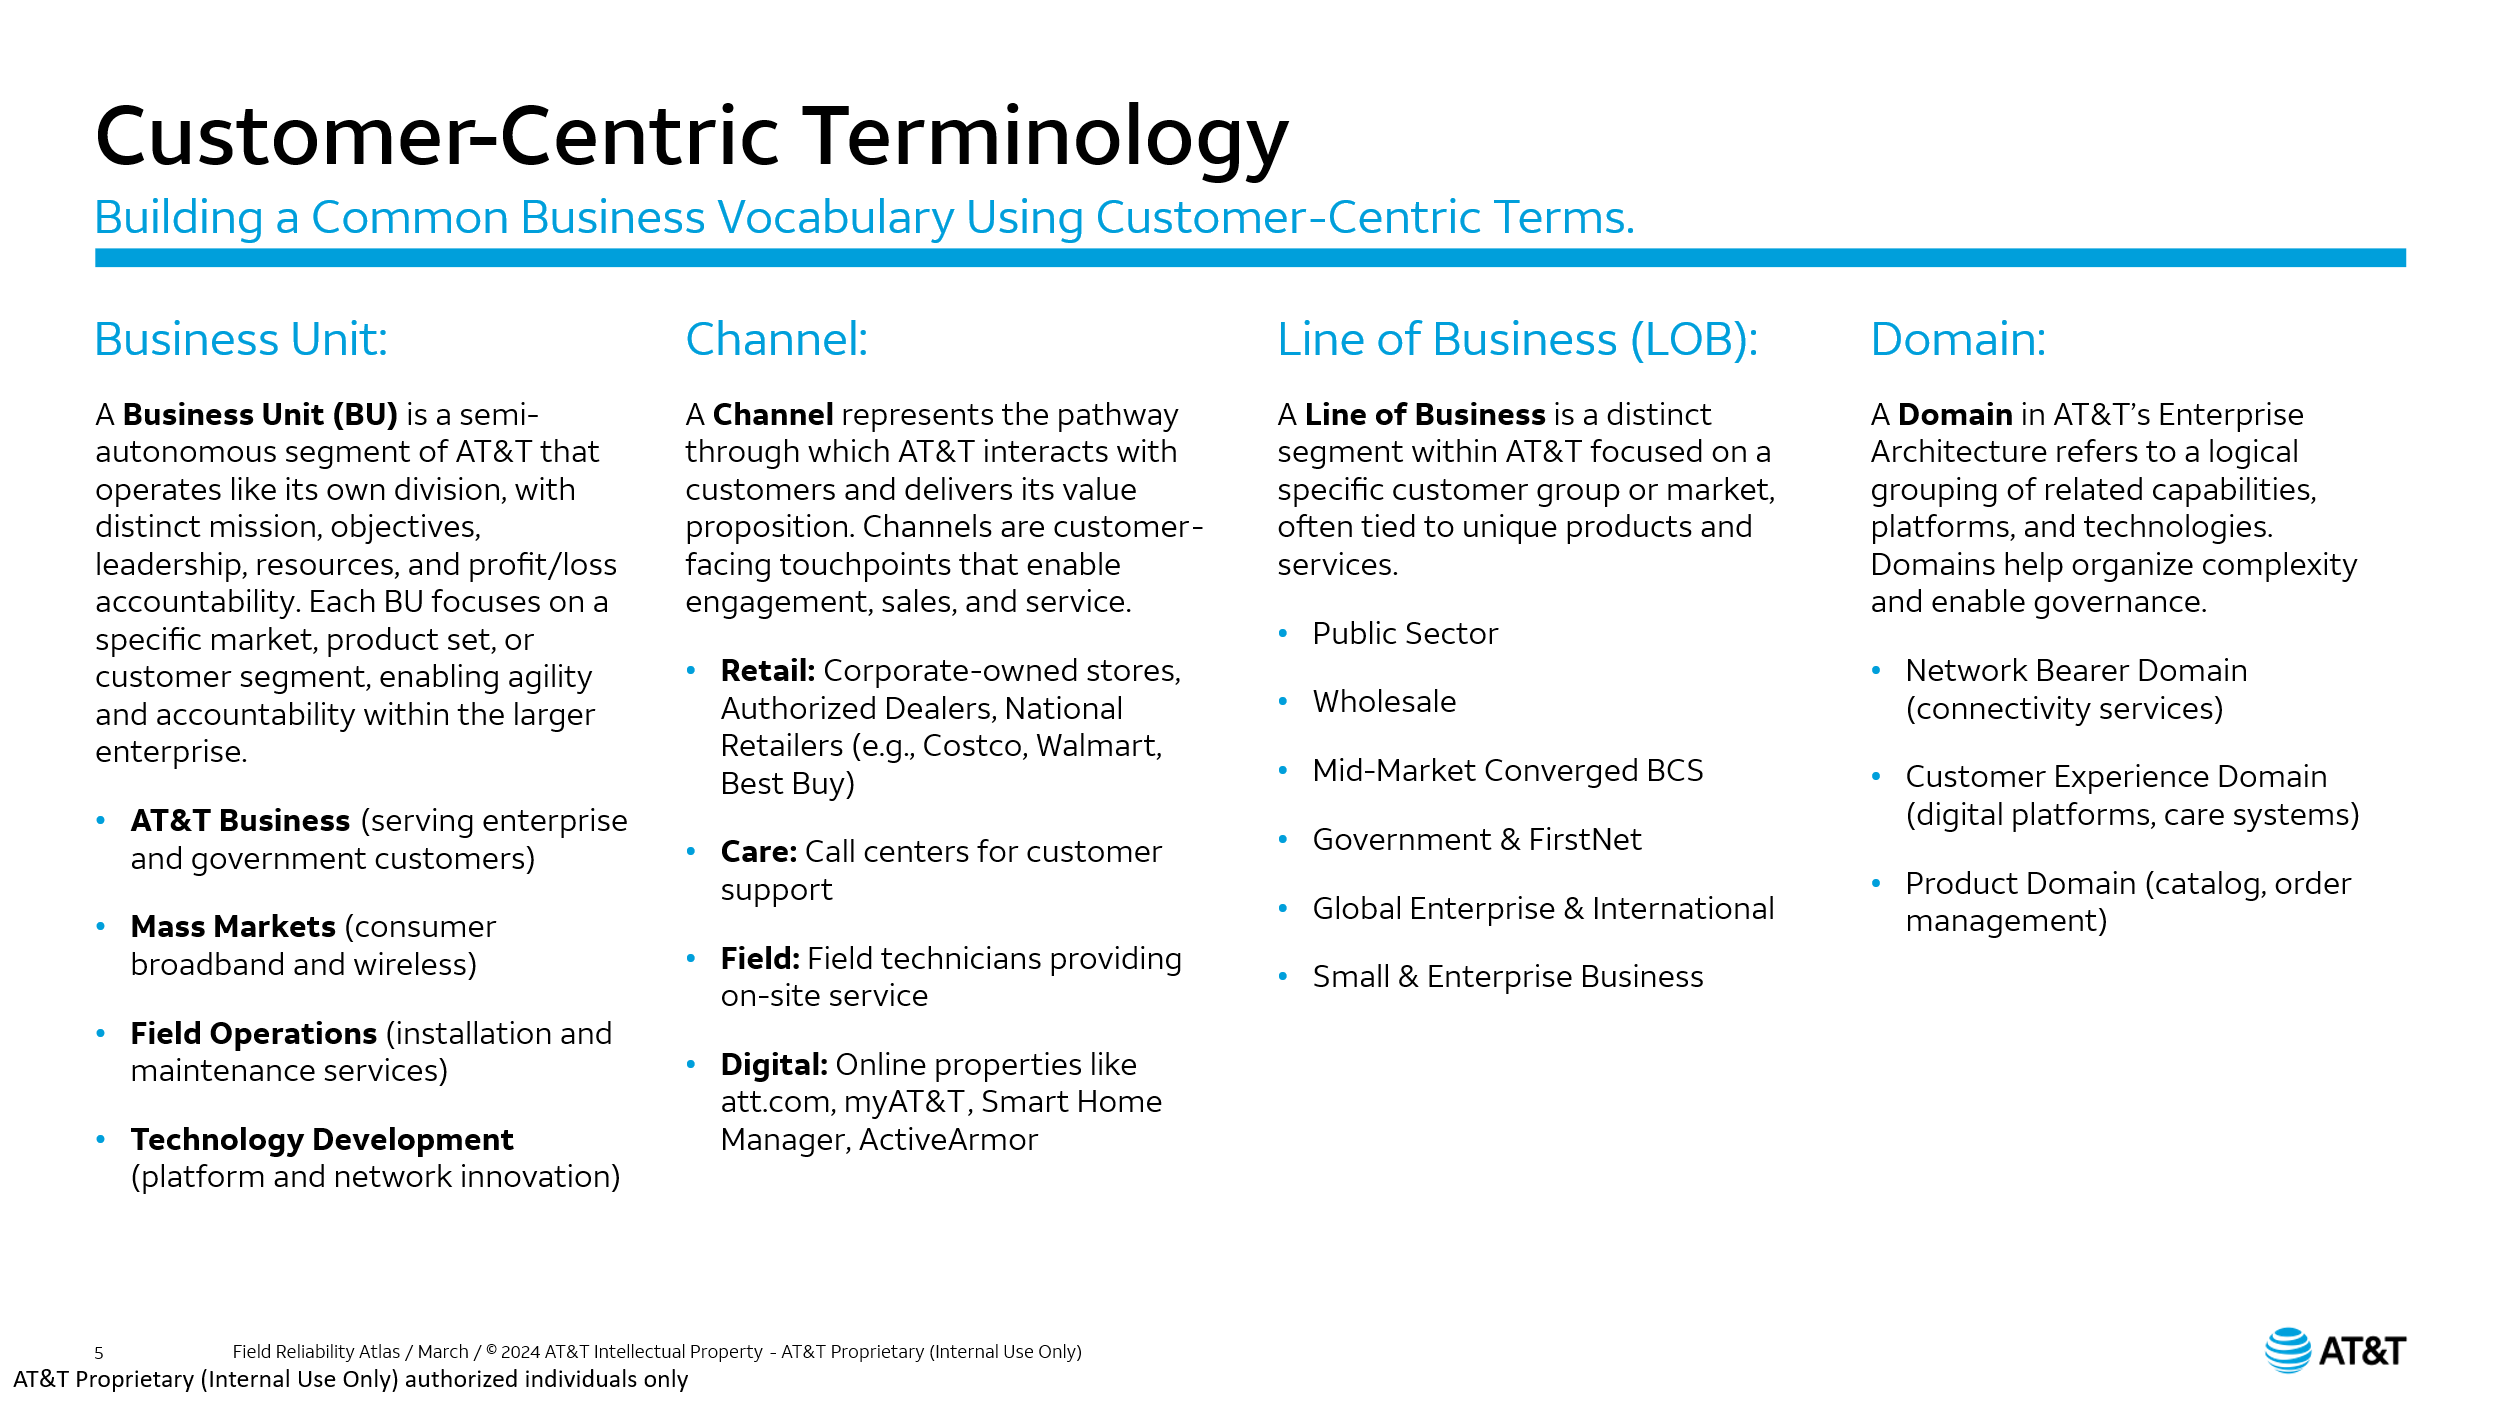 Customer-Centric Terminology
Building a Common Business Vocabulary Using Customer-Centric Terms.
Business Unit:
A Business Unit (BU) is a semi-
autonomous segment of AT&T that
operates like its own division, with
distinct mission, objectives,
leadership, resources, and profit/loss
accountability. Each BU focuses on a
specific market, product set, or
customer segment, enabling agility
and accountability within the larger
enterprise.
• AT&T Business (serving enterprise
and government customers)
• Mass Markets (consumer
broadband and wireless)
• Field Operations (installation and
maintenance services)
• Technology Development
(platform and network innovation)
Channel:
A Channel represents the pathway
through which AT&T interacts with
customers and delivers its value
proposition. Channels are customer-
facing touchpoints that enable
engagement, sales, and service.
• Retail: Corporate-owned stores,
Authorized Dealers, National
Retailers (e.g., Costco, Walmart,
Best Buy)
• Care: Call centers for customer
support
• Field: Field technicians providing
on-site service
• Digital: Online properties like
att.com, myAT&T, Smart Home
Manager, ActiveArmor
Line of Business (LOB):
A Line of Business is a distinct
segment within AT&T focused on a
specific customer group or market,
often tied to unique products and
services.
• Public Sector
• Wholesale
• Mid-Market Converged BCS
• Government & FirstNet
• Global Enterprise & International
• Small & Enterprise Business
Domain:
A Domain in AT&T’s Enterprise
Architecture refers to a logical
grouping of related capabilities,
platforms, and technologies.
Domains help organize complexity
and enable governance.
• Network Bearer Domain
(connectivity services)
• Customer Experience Domain
(digital platforms, care systems)
• Product Domain (catalog, order
management)
5 Field Reliability Atlas / March / © 2024 AT&T Intellectual Property - AT&T Proprietary (Internal Use Only)
AT&T Proprietary (Internal Use Only) authorized individuals only
AT&T